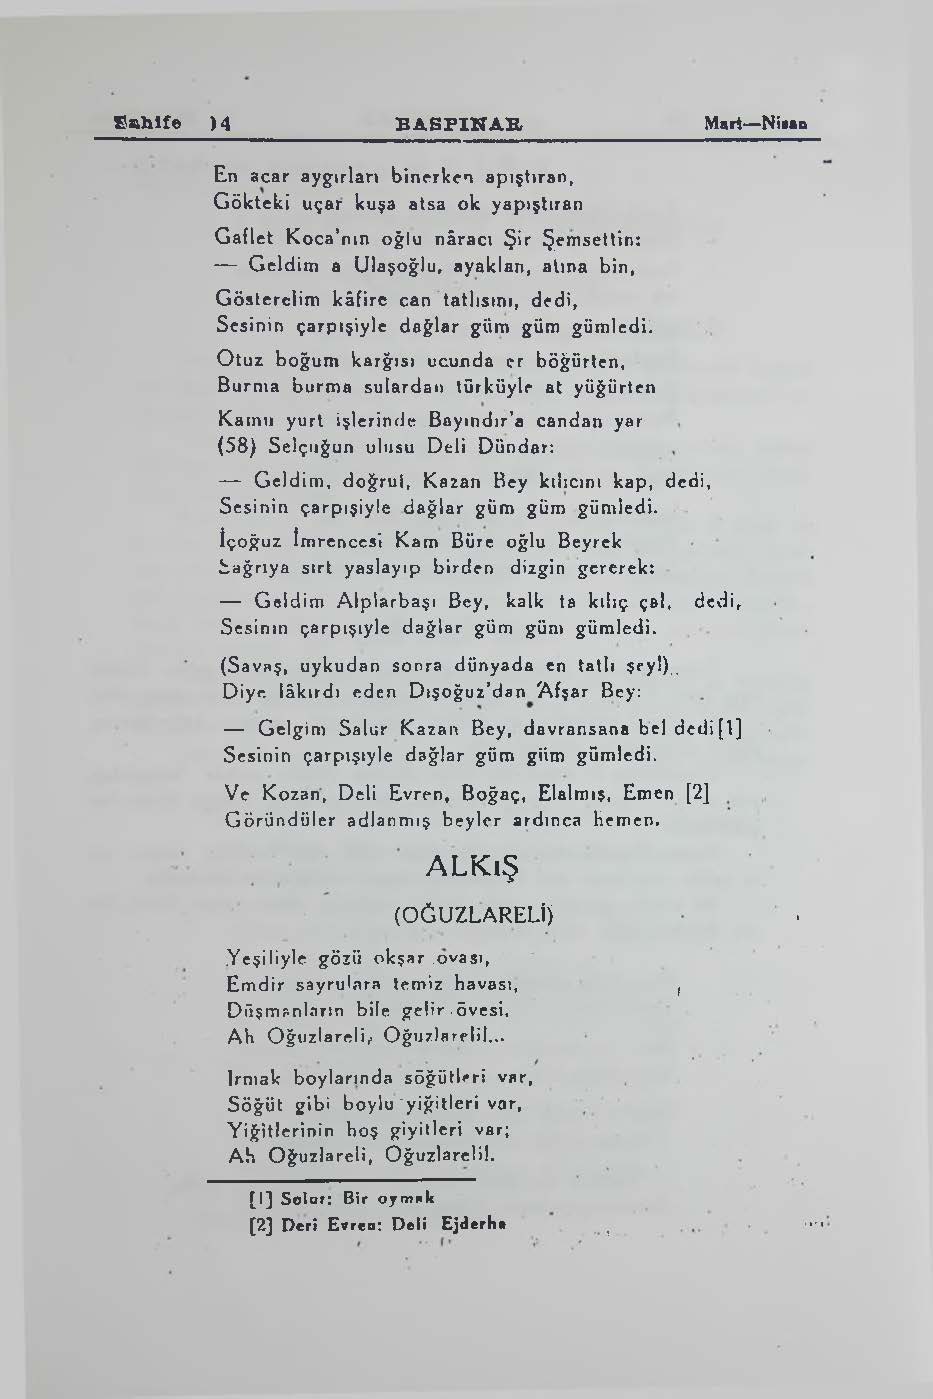 Sahife 14 BAŞPINAR Mart—Nisan
En acar aygırları binerken apıştıran,
Gökteki uçar kuşa atsa ok yapıştıran
Gaflet Koca'nın oğlu nâracı Şir Şemsettin:
— Geldim a Ulaşoğlu, ayaklan, atına bin,
Gösterelim kâfire can tatlısını, dedi,
Sesinin çarpışiyle dağlar güm güm gümledi.
Otuz boğum karğısı ucunda er böğürten,
Burma burma sulardan türküyle at yüğürten
Kamu yurt işlerinde Bayındır'a candan yar
(58) Selçuğun ulusu Deli Dündar:
— Geldim, doğrul, Kazan Bey kılıcını kap, dedi,
Sesinin çarpışiyle dağlar güm güm gümledi.
İçoğuz İmrencesi Kam Büre oğlu Beyrek
Sağrıya sırt yaslayıp birden dizgin gererek:
— Geldim Alplarbaşı Bey, kalk ta kılıç çal, dedi,
Sesinin çarpışıyle dağlar güm güm gümledi.
(Savaş, uykudan sonra dünyada en tatlı şey!)
Diye lâkırdı eden Dışoğuz'dan Afşar Bey:
— Gelgim Salur Kazan Bey, davransana bel dedi[1]
Sesinin çarpışıyle dağlar güm güm gümledi.
Ve Kozan, Deli Evren, Boğaç, Elalmış, Emen [2]
Göründüler adlanmış beyler ardınca hemen.
ALKıŞ
(OĞUZLARELİ)
Yeşiliyle gözü okşar ovası,
Emdir sayrulara temiz havası,
Düşmanların bile gelir övesi,
Ah Oğuzlareli, Oğuzlareli!...
Irmak boylarında söğütleri var,
Söğüt gibi boylu yiğitleri var,
Yiğitlerinin hoş giyitleri var;
Ah Oğuzlareli, Oğuzlareli!.
[1] Solur: Bir oymak
[2] Deri Evren: Deli Ejderha